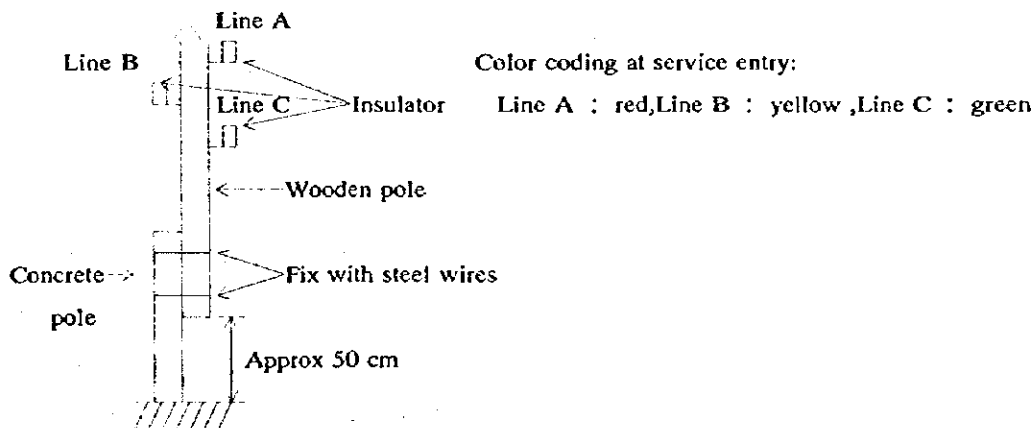 Line A
Line B
Color coding at service entry:
Line C
Insulator
Line A : red,Line B : yellow ,Line C : green
Wooden pole
Concrete
pole
Fix with steel wires
Approx 50 cm